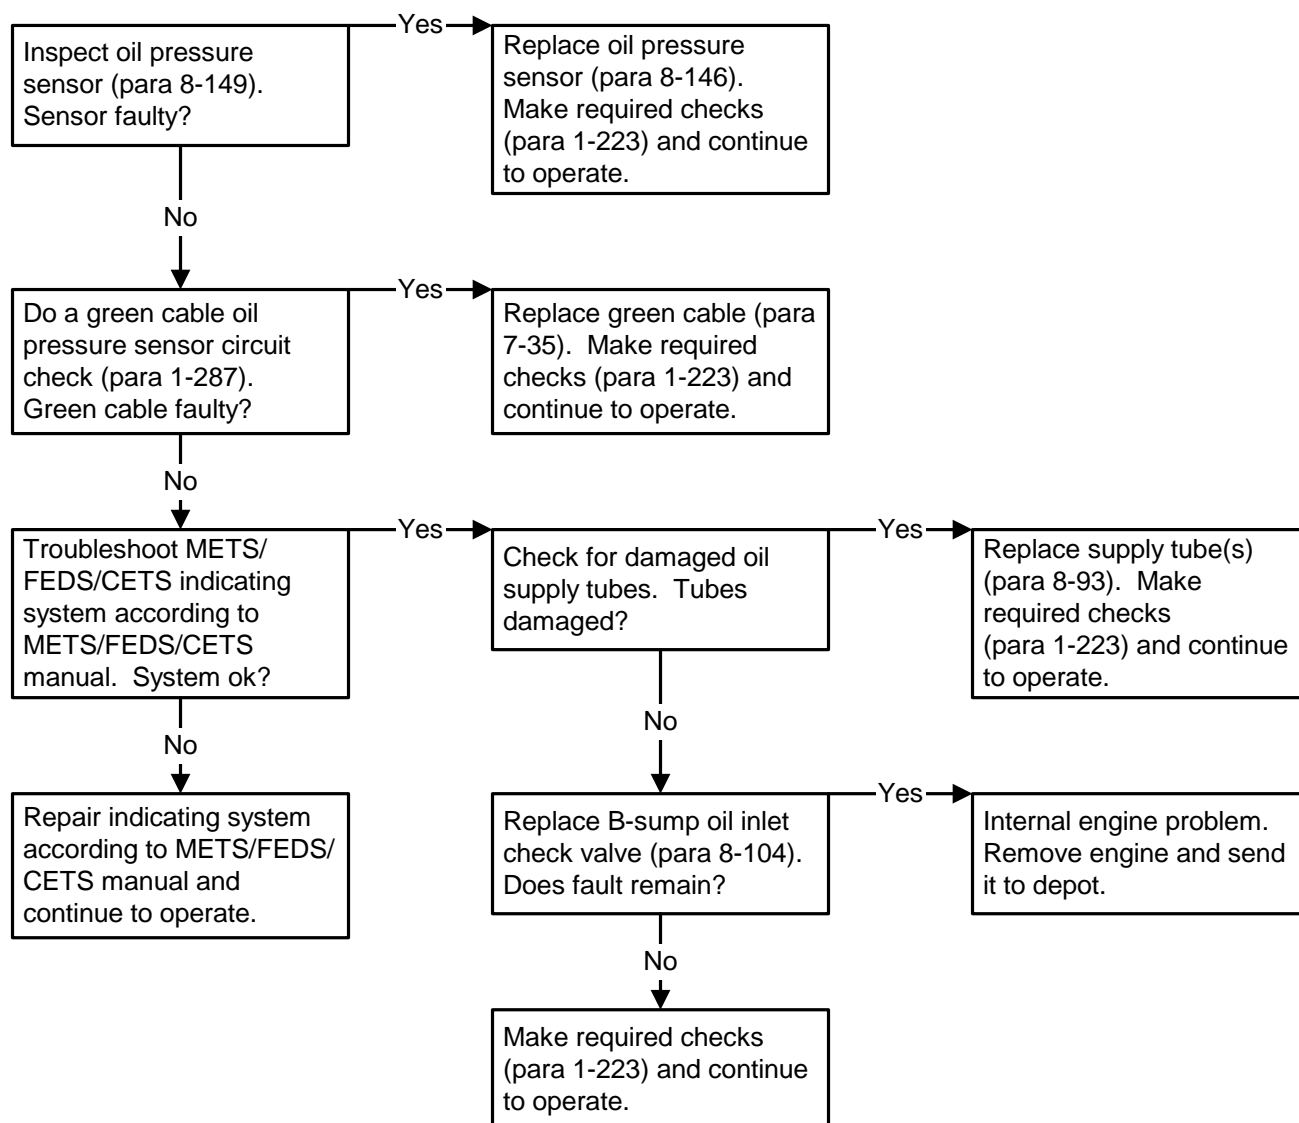 Inspect oil pressure
sensor (para 8-149).
Sensor faulty?
Yes
Replace oil pressure
sensor (para 8-146).
Make required checks
(para 1-223) and continue
to operate.
No
Do a green cable oil
pressure sensor circuit
check (para 1-287).
Green cable faulty?
Yes
Replace green cable (para
7-35).  Make required
checks (para 1-223) and
continue to operate.
No
Troubleshoot METS/
FEDS/CETS indicating
system according to
METS/FEDS/CETS
manual.  System ok?
Yes
Check for damaged oil
supply tubes.  Tubes
damaged?
Yes
Replace supply tube(s)
(para 8-93).  Make
required checks
(para 1-223) and continue
to operate.
No
Repair indicating system
according to METS/FEDS/
CETS manual and
continue to operate.
No
Replace B-sump oil inlet
check valve (para 8-104).
Does fault remain?
Yes
Internal engine problem.
Remove engine and send
it to depot.
No
Make required checks
(para 1-223) and continue
to operate.